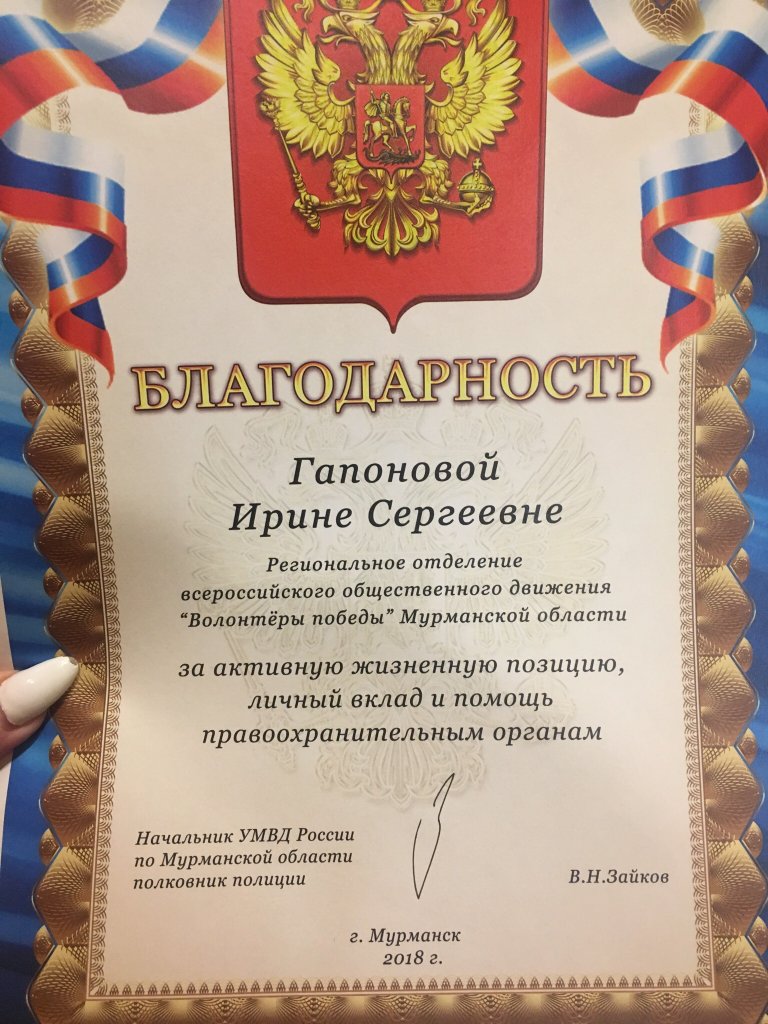 БЛАГОДАРНОСТЬ
Гапоновой
Ирине Сергеевне
Региональное отделение
всероссийского общественного движения
“Волонтёры победы” Мурманской области
за активную жизненную позицию,
личный вклад и помощь
правоохранительным органам
Начальник УМВД России
по Мурманской области
полковник полиции
В.Н.Зайков
г. Мурманск
2018 г.